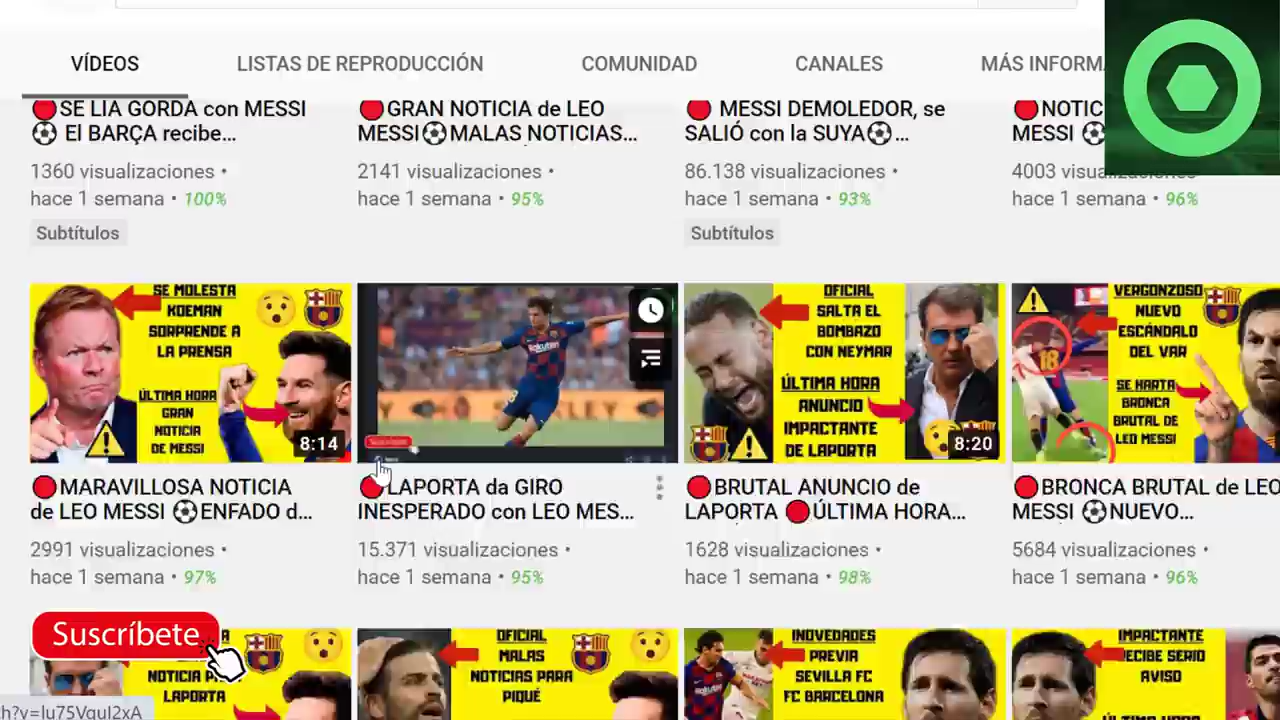 VÍDEOS
LISTAS DE REPRODUCCIÓN
COMUNIDAD
CANALES
MÁS INFORMA
SE LIA GORDA con MESSI
El BARÇA recibe...
1360 visualizaciones •
hace 1 semana • 100%
Subtítulos
GRAN NOTICIA de LEO
MESSI MALAS NOTICIAS...
2141 visualizaciones •
hace 1 semana • 95%
MESSI DEMOLEDOR, se
SALIÓ con la SUYA ...
86.138 visualizaciones •
hace 1 semana • 93%
Subtítulos
NOTIC
MESSI
4003 visualizaciones
hace 1 semana • 96%
SE MOLESTA
KOEMAN
SORPRENDE A
LA PRENSA
ÚLTIMA HORA
GRAN
NOTICIA
DE MESSI
8:14
MARAVILLOSA NOTICIA
de LEO MESSI ENFADO d...
2991 visualizaciones •
hace 1 semana • 97%
Rakuten
LAPORTA da GIRO
INESPERADO con LEO MES...
15.371 visualizaciones •
hace 1 semana • 95%
OFICIAL
SALTA EL
BOMBAZO
CON NEYMAR
ÚLTIMA HORA
ANUNCIO
IMPACTANTE
DE LAPORTA
8:20
BRUTAL ANUNCIO de
LAPORTA ÚLTIMA HORA...
1628 visualizaciones •
hace 1 semana • 98%
VERGONZOSO
NUEVO
ESCÁNDALO
DEL VAR
SE HARTA
BRONCA
BRUTAL DE
LEO MESSI
18
BRONCA BRUTAL de LEO
MESSI NUEVO...
5684 visualizaciones •
hace 1 semana • 96%
Suscríbete
NOTICIA P
LAPORTA
OFICIAL
MALAS
NOTICIAS PARA
PIQUÉ
NOVEDADES
PREVIA
SEVILLA FC
FC BARCELONA
IMPACTANTE
RECIBE SERIO
AVISO
h?v=lu75VquI2xA